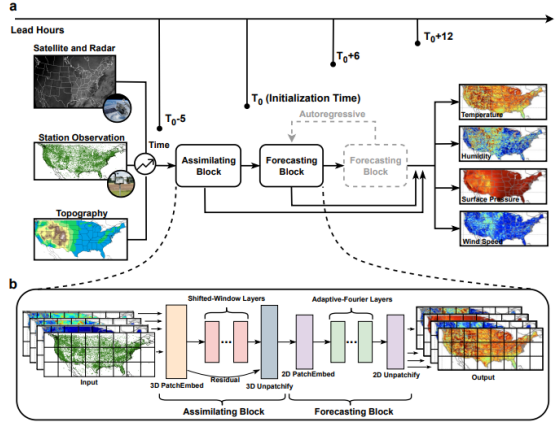 a
Lead Hours
Satellite and Radar
T0-5
T0 (Initialization Time)
T0+6
T0+12
Station Observation
Time
Topography
Assimilating
Block
Forecasting
Block
Autoregressive
Forecasting
Block
Temperature
Humidity
Surface Pressure
Wind Speed
b
Input
3D PatchEmbed
Shifted-Window Layers
Residual
3D Unpatchify
2D PatchEmbed
Adaptive-Fourier Layers
2D Unpatchify
Output
Assimilating Block
Forecasting Block